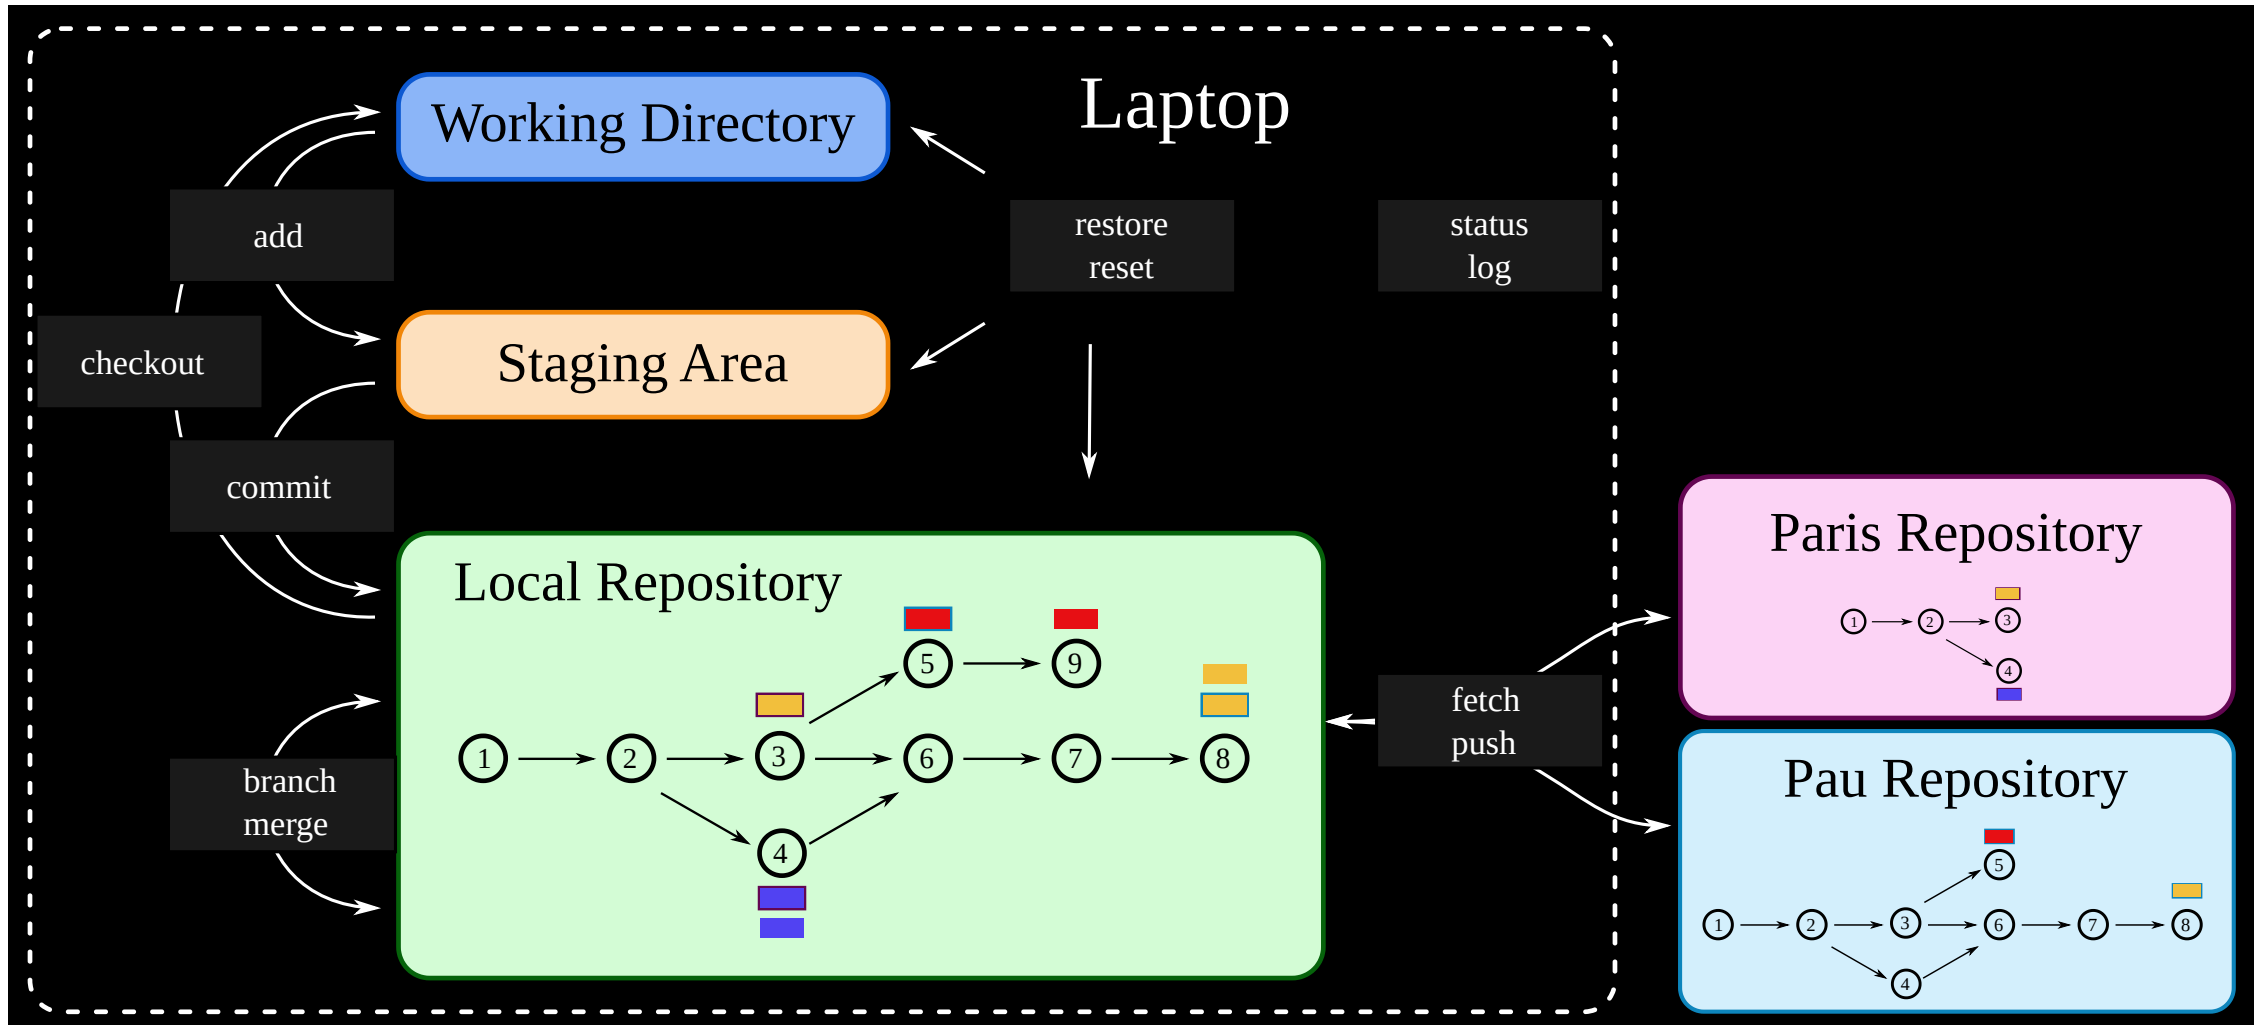 Laptop
Working Directory
add
restore
reset
status
log
checkout
Staging Area
commit
Local Repository
5
9
1
2
3
6
7
8
4
branch
merge
fetch
push
Paris Repository
1
2
3
4
Pau Repository
5
1
2
3
6
7
8
4